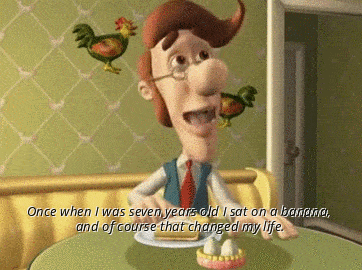 Once when I was seven years old I sat on a banana,
and of course that changed my life.